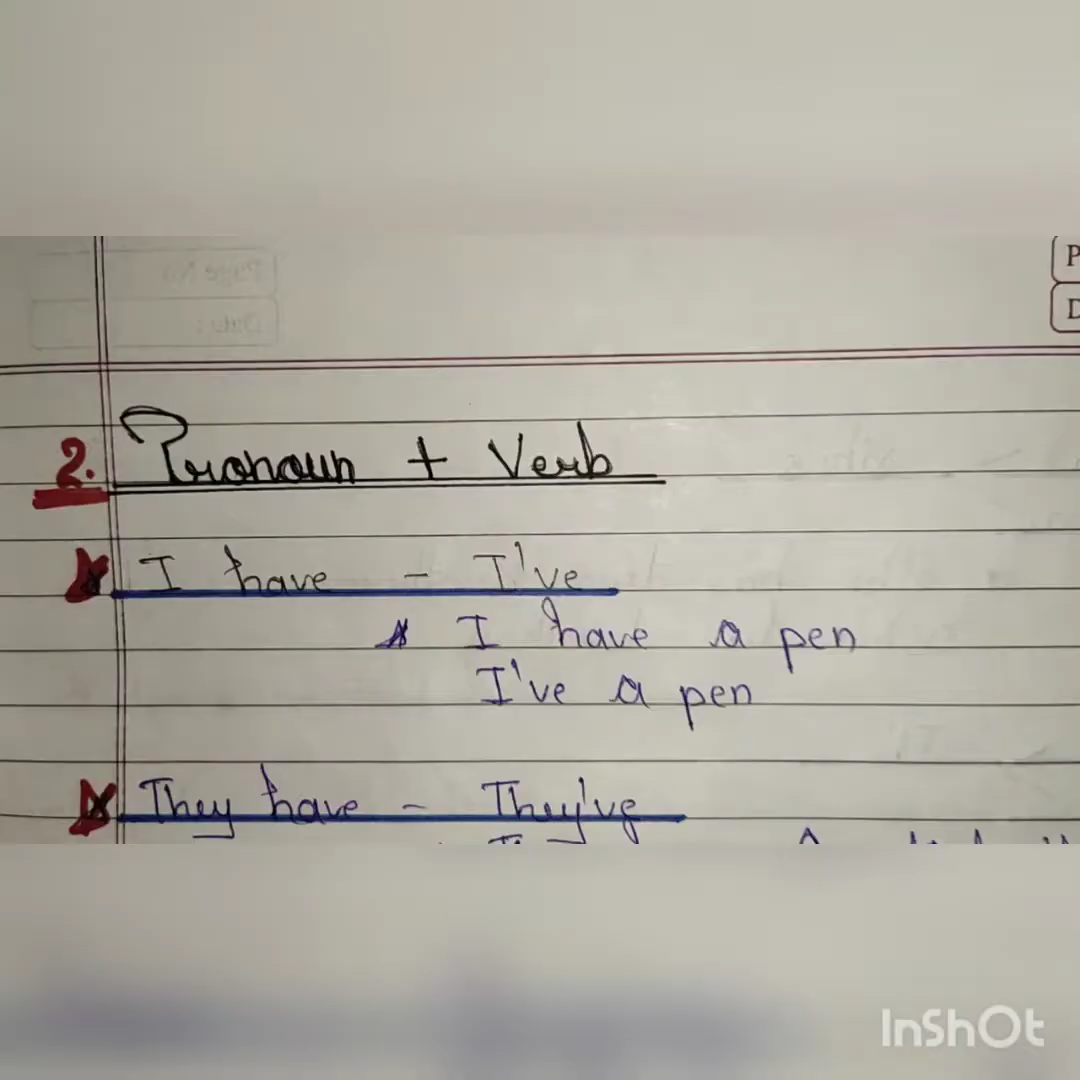 2. Pronoun + Verb
I have - I've
I have a pen
I've a pen
They have - They've
InShOt